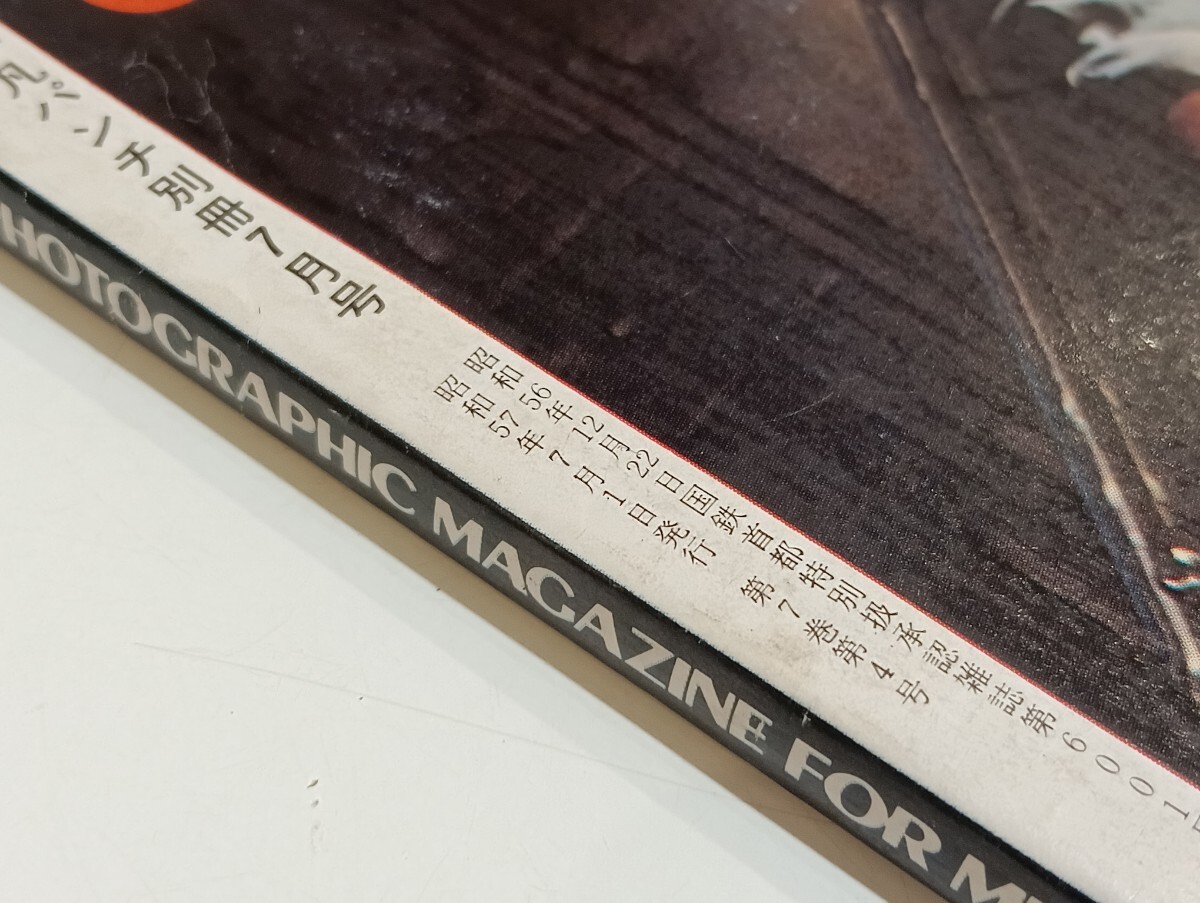 凡パンチ別冊7月号
昭和56年12月22日国鉄首都特別扱承認雑誌第6001
昭和57年7月1日発行 第7巻第4号
HOTOGRAPHIC MAGAZINE FOR M